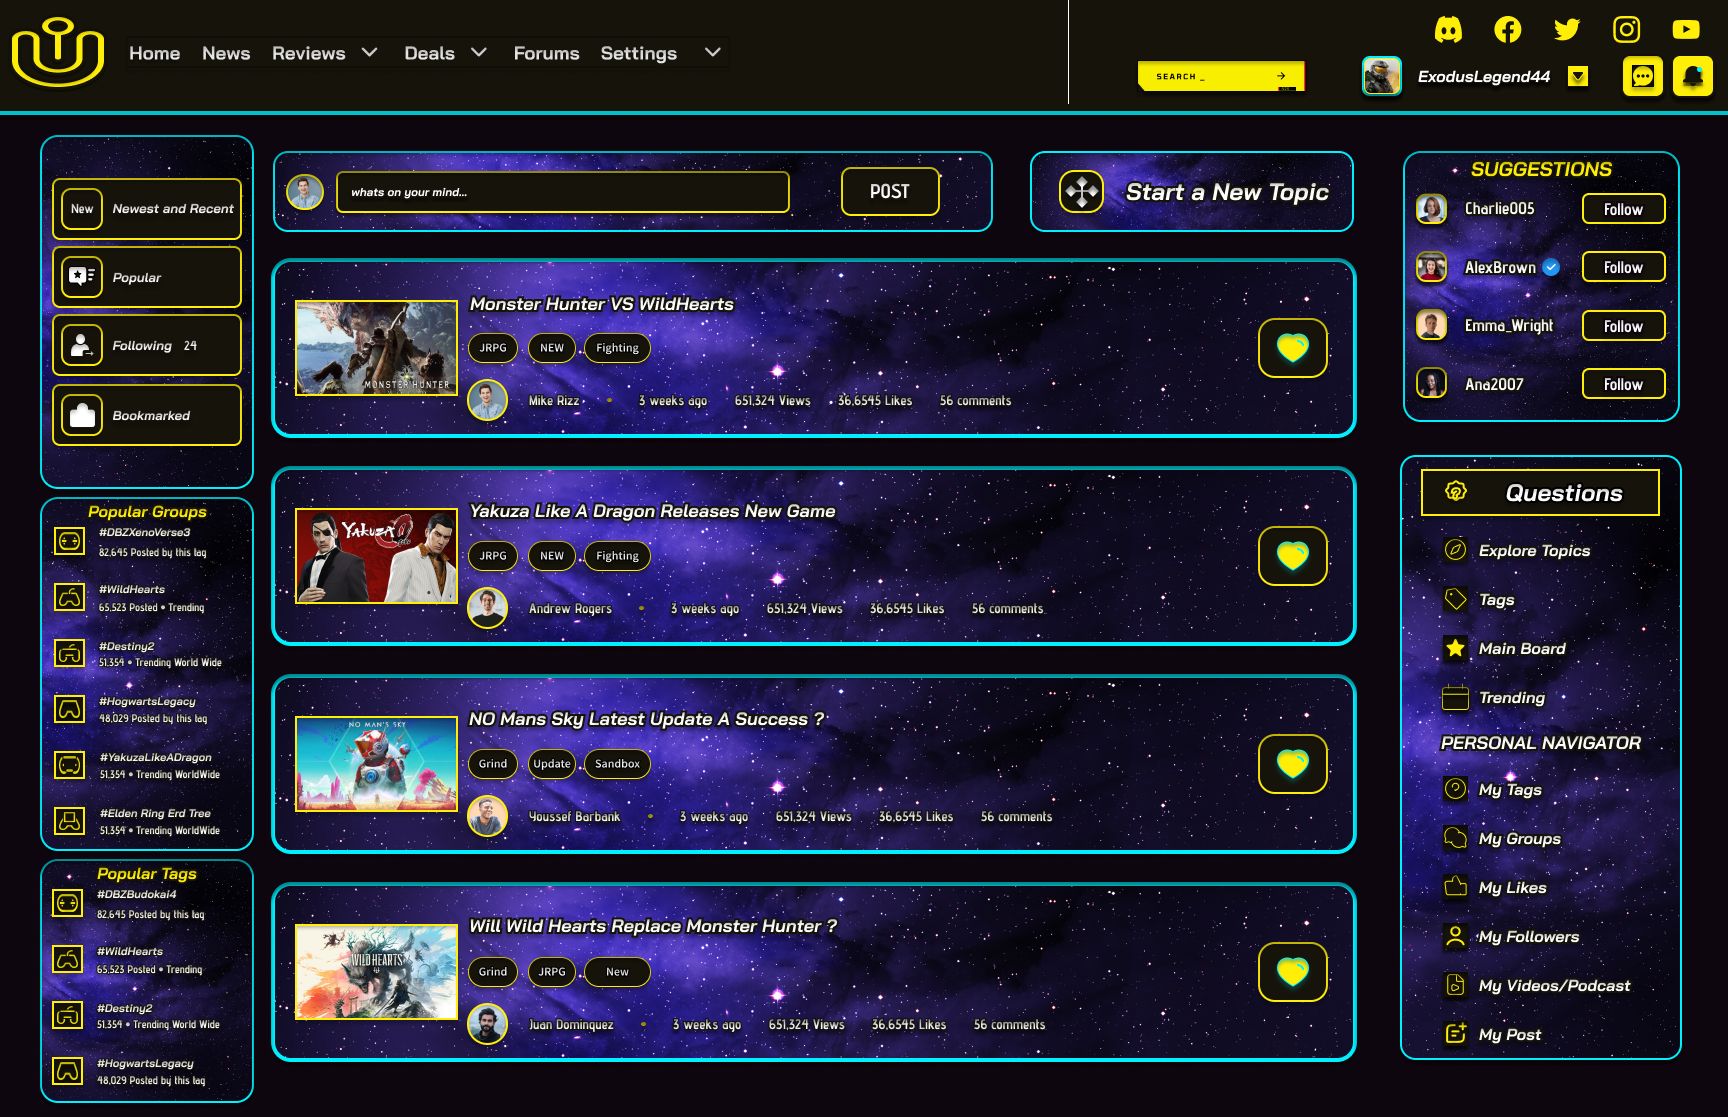 Home News Reviews Deals Forums Settings
SEARCH _
ExodusLegend44
New Newest and Recent
Popular
Following 24
Bookmarked
Popular Groups
#DBZXenoVerse3
82,645 Posted by this tag
#WildHearts
65,523 Posted • Trending
#Destiny2
51,354 • Trending World Wide
#HogwartsLegacy
48,029 Posted by this tag
#YakuzaLikeADragon
51,354 • Trending WorldWide
#Elden Ring Erd Tree
51,354 • Trending WorldWide
Popular Tags
#DBZBudokai4
82,645 Posted by this tag
#WildHearts
65,523 Posted • Trending
#Destiny2
51,354 • Trending World Wide
#HogwartsLegacy
48,029 Posted by this tag
whats on your mind...
POST
Start a New Topic
Monster Hunter VS WildHearts
MONSTER HUNTER
JRPG NEW Fighting
Mike Rizz • 3 weeks ago 651,324 Views 36,6545 Likes 56 comments
Yakuza Like A Dragon Releases New Game
YAKUZA 0
JRPG NEW Fighting
Andrew Rogers • 3 weeks ago 651,324 Views 36,6545 Likes 56 comments
NO Mans Sky Latest Update A Success ?
NO MAN'S SKY
Grind Update Sandbox
Youssef Barbank • 3 weeks ago 651,324 Views 36,6545 Likes 56 comments
Will Wild Hearts Replace Monster Hunter ?
WILD HEARTS
Grind JRPG New
Juan Dominquez • 3 weeks ago 651,324 Views 36,6545 Likes 56 comments
SUGGESTIONS
Charlie005 Follow
AlexBrown Follow
Emma_Wright Follow
Ana2007 Follow
Questions
Explore Topics
Tags
Main Board
Trending
PERSONAL NAVIGATOR
My Tags
My Groups
My Likes
My Followers
My Videos/Podcast
My Post